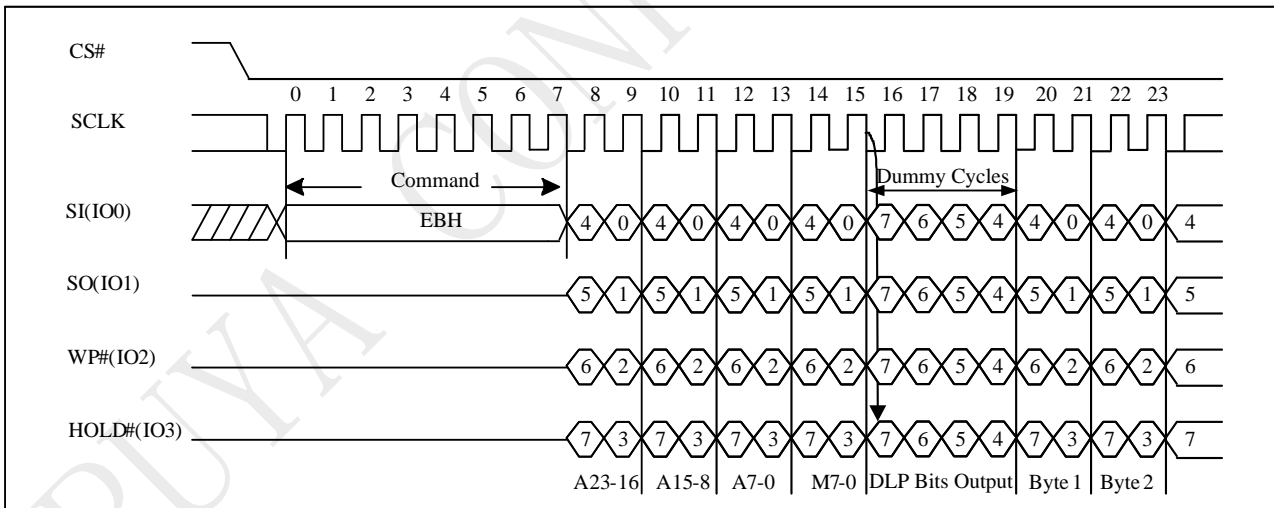 CS#
0 1 2 3 4 5 6 7 8 9 10 11 12 13 14 15 16 17 18 19 20 21 22 23
SCLK
Command
Dummy Cycles
SI(IO0)
EBH
4 0 4 0 4 0 4 0 7 6 5 4 4 0 4 0 4
SO(IO1)
5 1 5 1 5 1 5 1 7 6 5 4 5 1 5 1 5
WP#(IO2)
6 2 6 2 6 2 6 2 7 6 5 4 6 2 6 2 6
HOLD#(IO3)
7 3 7 3 7 3 7 3 7 6 5 4 7 3 7 3 7
A23-16 A15-8 A7-0 M7-0 DLP Bits Output Byte 1 Byte 2
PUYA CON